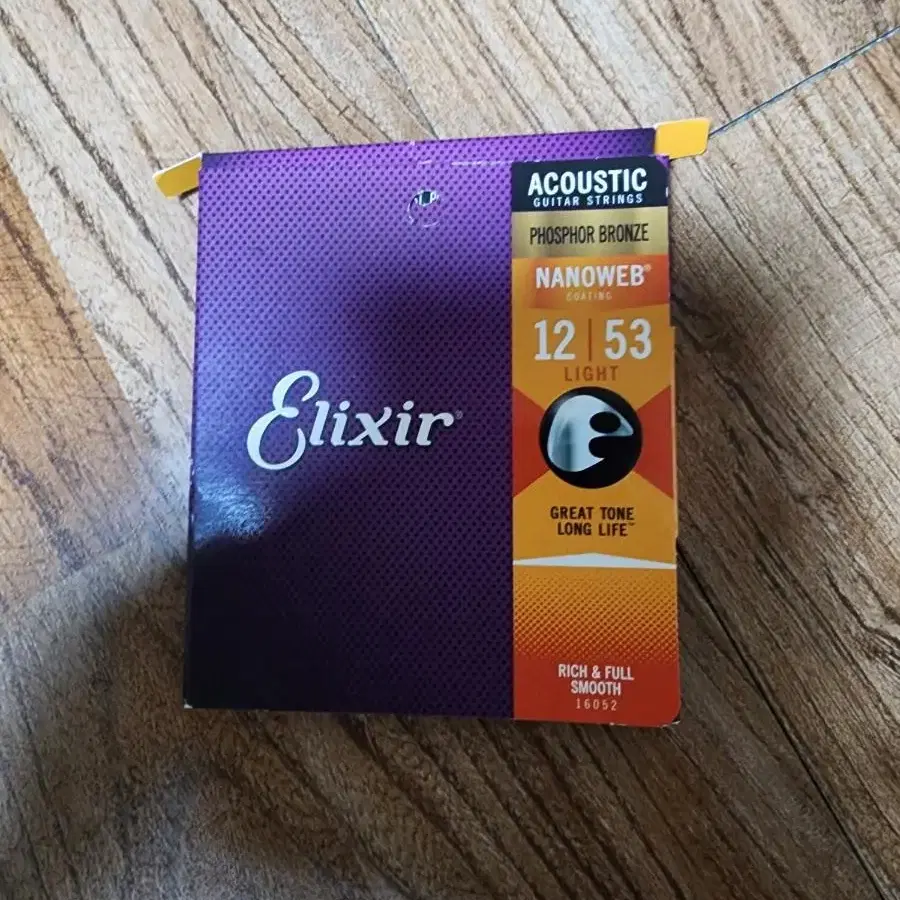 ACOUSTIC
GUITAR STRINGS
PHOSPHOR BRONZE
NANOWEB®
COATING
12 | 53
LIGHT
Elixir®
GREAT TONE
LONG LIFE™
RICH & FULL
SMOOTH
16052